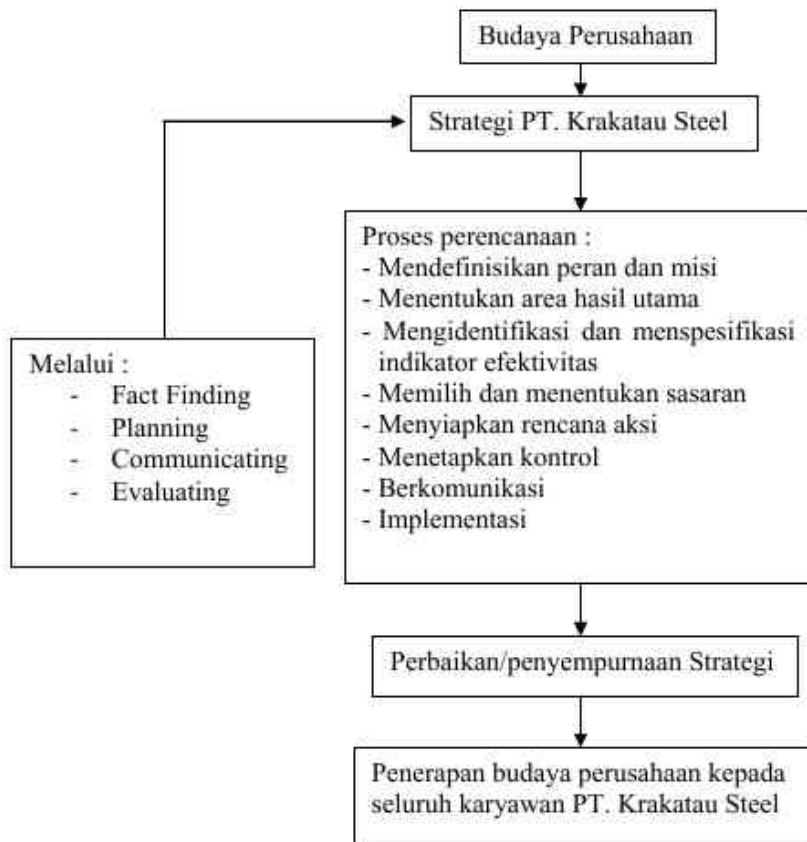 Budaya Perusahaan
Strategi PT. Krakatau Steel
Proses perencanaan :
- Mendefinisikan peran dan misi
- Menentukan area hasil utama
- Mengidentifikasi dan menspesifikasi
indikator efektivitas
- Memilih dan menentukan sasaran
- Menyiapkan rencana aksi
- Menetapkan kontrol
- Berkomunikasi
- Implementasi
Melalui :
- Fact Finding
- Planning
- Communicating
- Evaluating
Perbaikan/penyempurnaan Strategi
Penerapan budaya perusahaan kepada
seluruh karyawan PT. Krakatau Steel